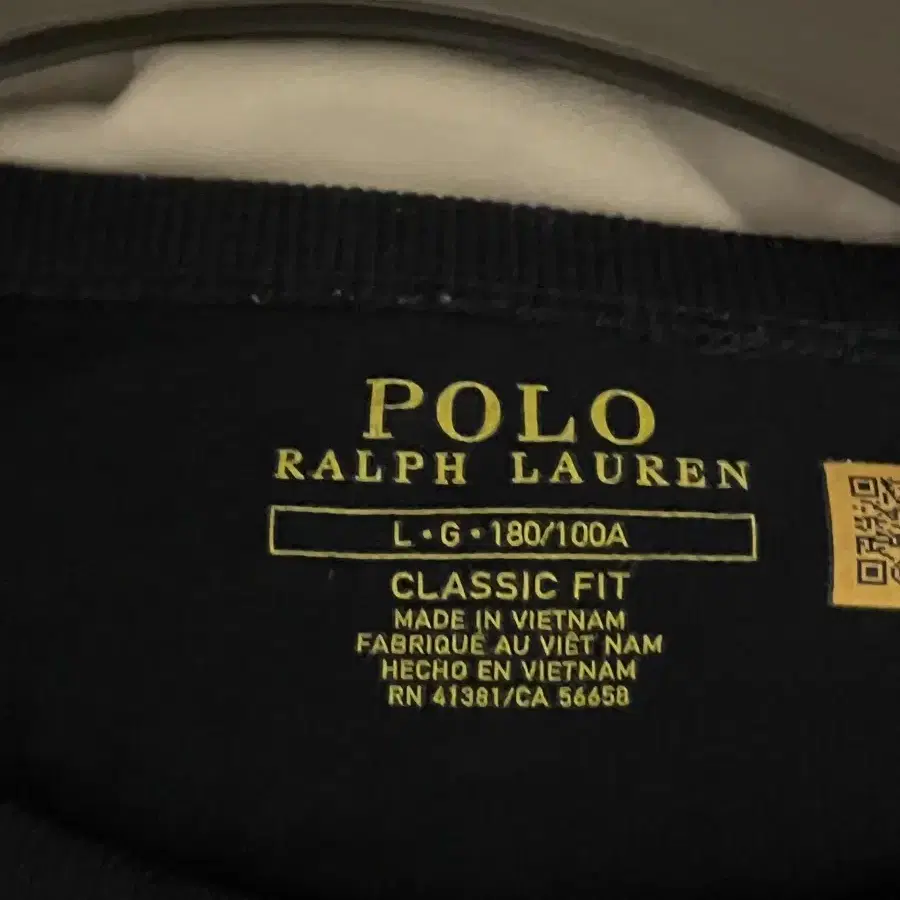 POLO
RALPH LAUREN
L • G • 180/100A
CLASSIC FIT
MADE IN VIETNAM
FABRIQUÉ AU VIÊT NAM
HECHO EN VIETNAM
RN 41381/CA 56658